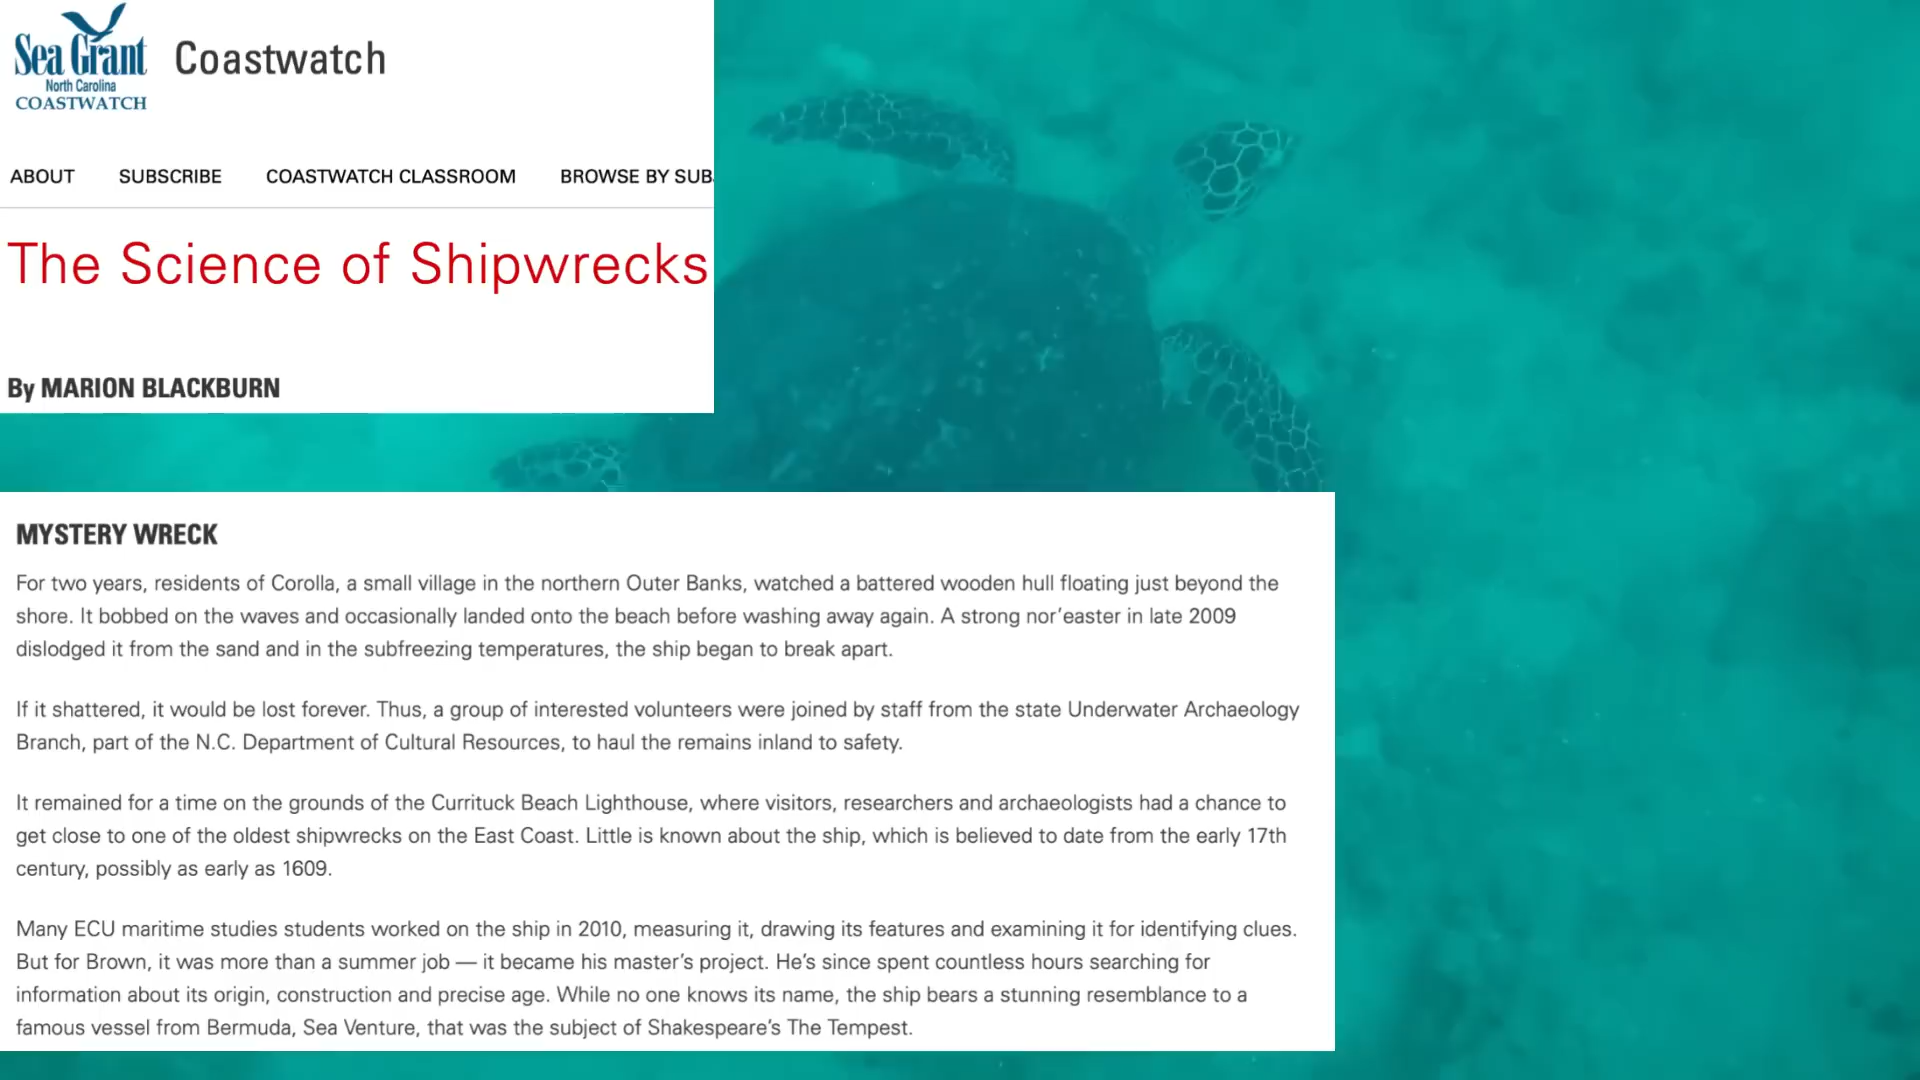 Sea Grant
North Carolina
COASTWATCH
Coastwatch
ABOUT SUBSCRIBE COASTWATCH CLASSROOM BROWSE BY SUB
The Science of Shipwrecks
By MARION BLACKBURN
MYSTERY WRECK
For two years, residents of Corolla, a small village in the northern Outer Banks, watched a battered wooden hull floating just beyond the
shore. It bobbed on the waves and occasionally landed onto the beach before washing away again. A strong nor’easter in late 2009
dislodged it from the sand and in the subfreezing temperatures, the ship began to break apart.
If it shattered, it would be lost forever. Thus, a group of interested volunteers were joined by staff from the state Underwater Archaeology
Branch, part of the N.C. Department of Cultural Resources, to haul the remains inland to safety.
It remained for a time on the grounds of the Currituck Beach Lighthouse, where visitors, researchers and archaeologists had a chance to
get close to one of the oldest shipwrecks on the East Coast. Little is known about the ship, which is believed to date from the early 17th
century, possibly as early as 1609.
Many ECU maritime studies students worked on the ship in 2010, measuring it, drawing its features and examining it for identifying clues.
But for Brown, it was more than a summer job — it became his master’s project. He’s since spent countless hours searching for
information about its origin, construction and precise age. While no one knows its name, the ship bears a stunning resemblance to a
famous vessel from Bermuda, Sea Venture, that was the subject of Shakespeare’s The Tempest.